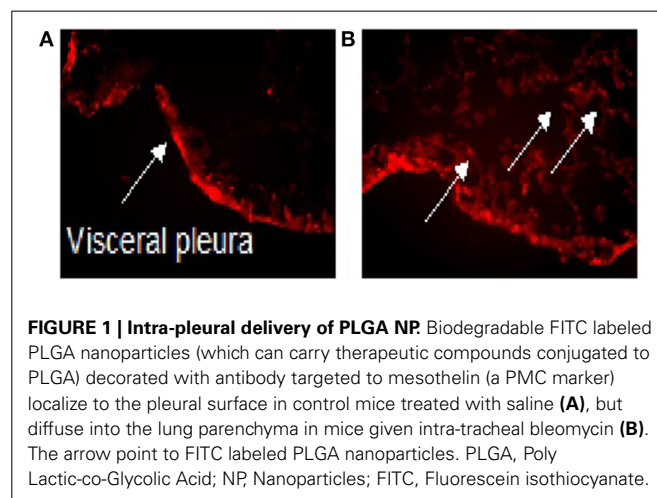 A
B
Visceral pleura
FIGURE 1 | Intra-pleural delivery of PLGA NP. Biodegradable FITC labeled
PLGA nanoparticles (which can carry therapeutic compounds conjugated to
PLGA) decorated with antibody targeted to mesothelin (a PMC marker)
localize to the pleural surface in control mice treated with saline (A), but
diffuse into the lung parenchyma in mice given intra-tracheal bleomycin (B).
The arrow point to FITC labeled PLGA nanoparticles. PLGA, Poly
Lactic-co-Glycolic Acid; NP, Nanoparticles; FITC, Fluorescein isothiocyanate.